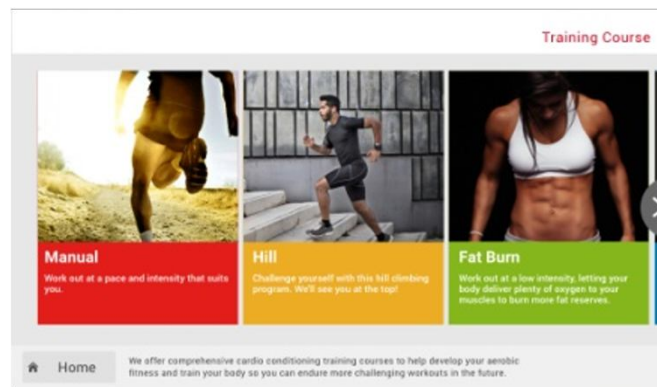 Training Course
Manual
Work out at a pace and intensity that suits
you.
Hill
Challenge yourself with this hill climbing
program. We'll see you at the top!
Fat Burn
Work out at a low intensity, letting your
body deliver plenty of oxygen to your
muscles to burn more fat reserves.
Home
We offer comprehensive cardio conditioning training courses to help develop your aerobic
fitness and train your body so you can endure more challenging workouts in the future.